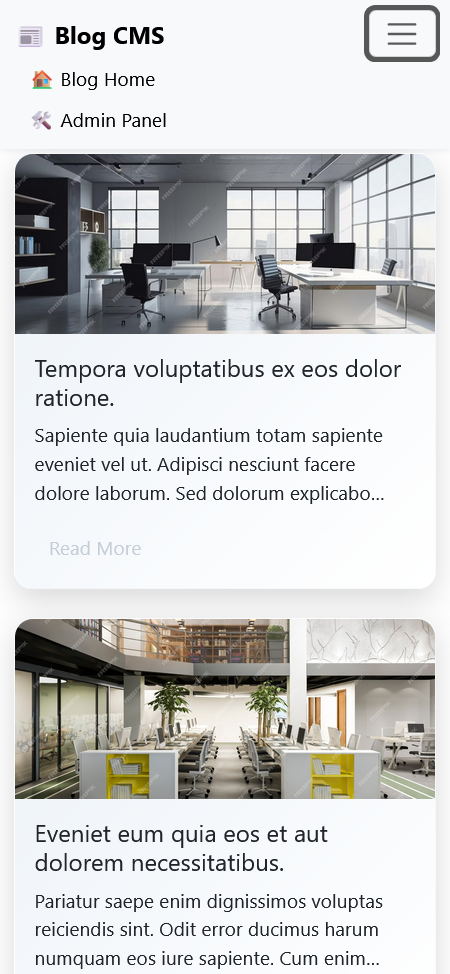 Blog CMS
Blog Home
Admin Panel
Tempora voluptatibus ex eos dolor
ratione.
Sapiente quia laudantium totam sapiente
eveniet vel ut. Adipisci nesciunt facere
dolore laborum. Sed dolorum explicabo...
Read More
Eveniet eum quia eos et aut
dolorem necessitatibus.
Pariatur saepe enim dignissimos voluptas
reiciendis sint. Odit error ducimus harum
numquam eos iure sapiente. Cum enim...